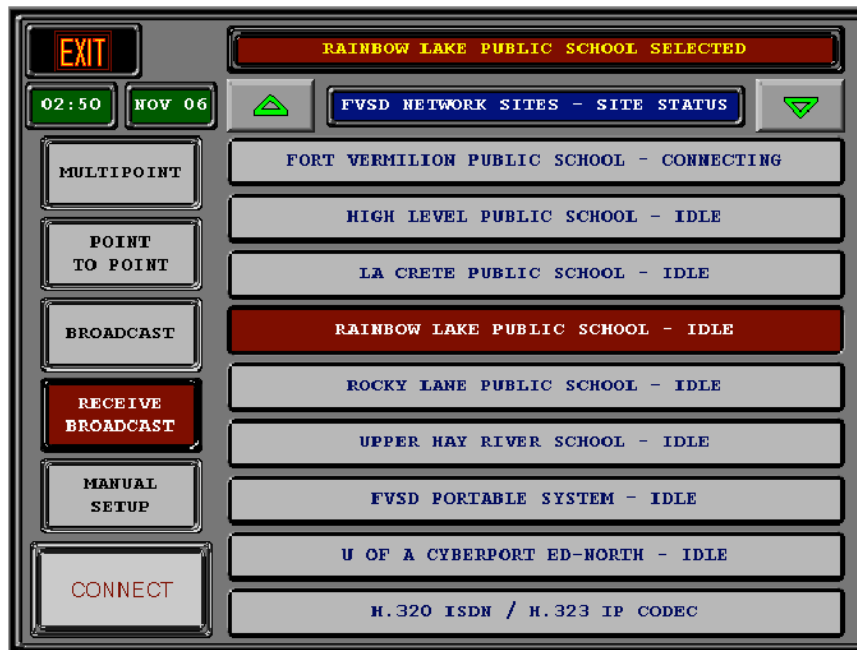 EXIT
RAINBOW LAKE PUBLIC SCHOOL SELECTED
02:50
NOV 06
FVSD NETWORK SITES - SITE STATUS
MULTIPOINT
POINT
TO POINT
BROADCAST
RECEIVE
BROADCAST
MANUAL
SETUP
CONNECT
FORT VERMILION PUBLIC SCHOOL - CONNECTING
HIGH LEVEL PUBLIC SCHOOL - IDLE
LA CRETE PUBLIC SCHOOL - IDLE
RAINBOW LAKE PUBLIC SCHOOL - IDLE
ROCKY LANE PUBLIC SCHOOL - IDLE
UPPER HAY RIVER SCHOOL - IDLE
FVSD PORTABLE SYSTEM - IDLE
U OF A CYBERPORT ED-NORTH - IDLE
H.320 ISDN / H.323 IP CODEC